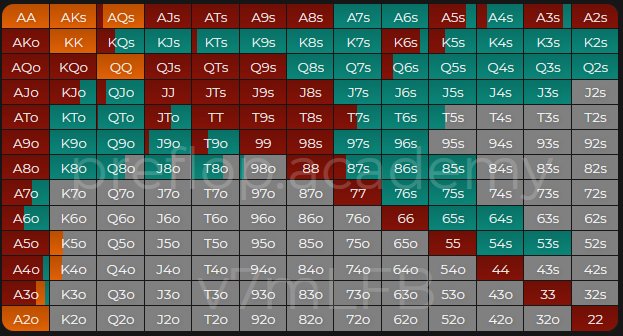 AA AKs AQs AJs ATs A9s A8s A7s A6s A5s A4s A3s A2s
AKo KK KQs KJs KTs K9s K8s K7s K6s K5s K4s K3s K2s
AQo KQo QQ QJs QTs Q9s Q8s Q7s Q6s Q5s Q4s Q3s Q2s
AJo KJo QJo JJ JTs J9s J8s J7s J6s J5s J4s J3s J2s
ATo KTo QTo JTo TT T9s T8s T7s T6s T5s T4s T3s T2s
A9o K9o Q9o J9o T9o 99 98s 97s 96s 95s 94s 93s 92s
A8o K8o Q8o J8o T8o 98o 88 87s 86s 85s 84s 83s 82s
preflop.academy
A7o K7o Q7o J7o T7o 97o 87o 77 76s 75s 74s 73s 72s
A6o K6o Q6o J6o T6o 96o 86o 76o 66 65s 64s 63s 62s
A5o K5o Q5o J5o T5o 95o 85o 75o 65o 55 54s 53s 52s
A4o K4o Q4o J4o T4o 94o 84o 74o 64o 54o 44 43s 42s
A3o K3o Q3o J3o T3o 93o 83o 73o 63o 53o 43o 33 32s
A2o K2o Q2o J2o T2o 92o 82o 72o 62o 52o 42o 32o 22